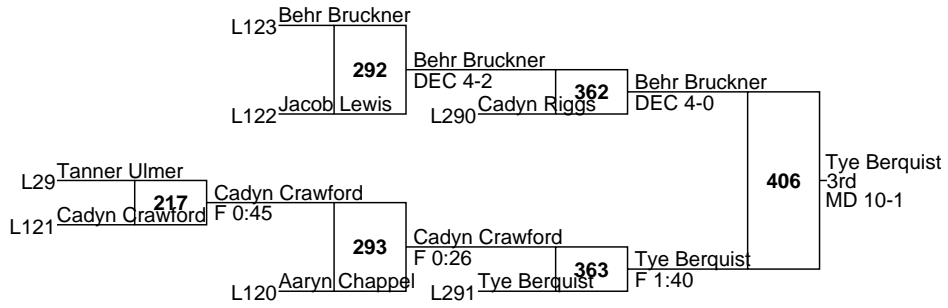 L123 Behr Bruckner
292
Behr Bruckner
DEC 4-2
L122 Jacob Lewis
362
Behr Bruckner
DEC 4-0
L290 Cadyn Riggs
L29 Tanner Ulmer
217
Cadyn Crawford
F 0:45
L121 Cadyn Crawford
293
Cadyn Crawford
F 0:26
L120 Aaryn Chappel
363
Tye Berquist
F 1:40
L291 Tye Berquist
406
Tye Berquist
3rd
MD 10-1